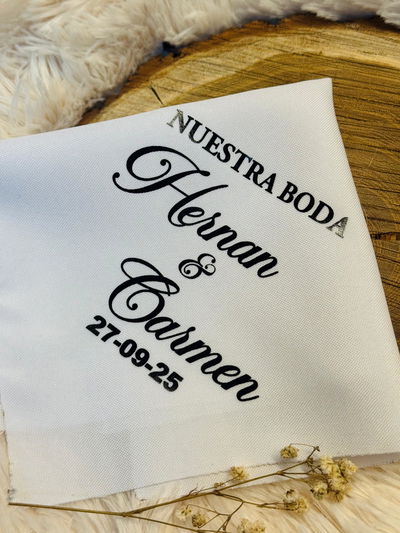 NUESTRA BODA
Hernan
&
Carmen
27-09-25